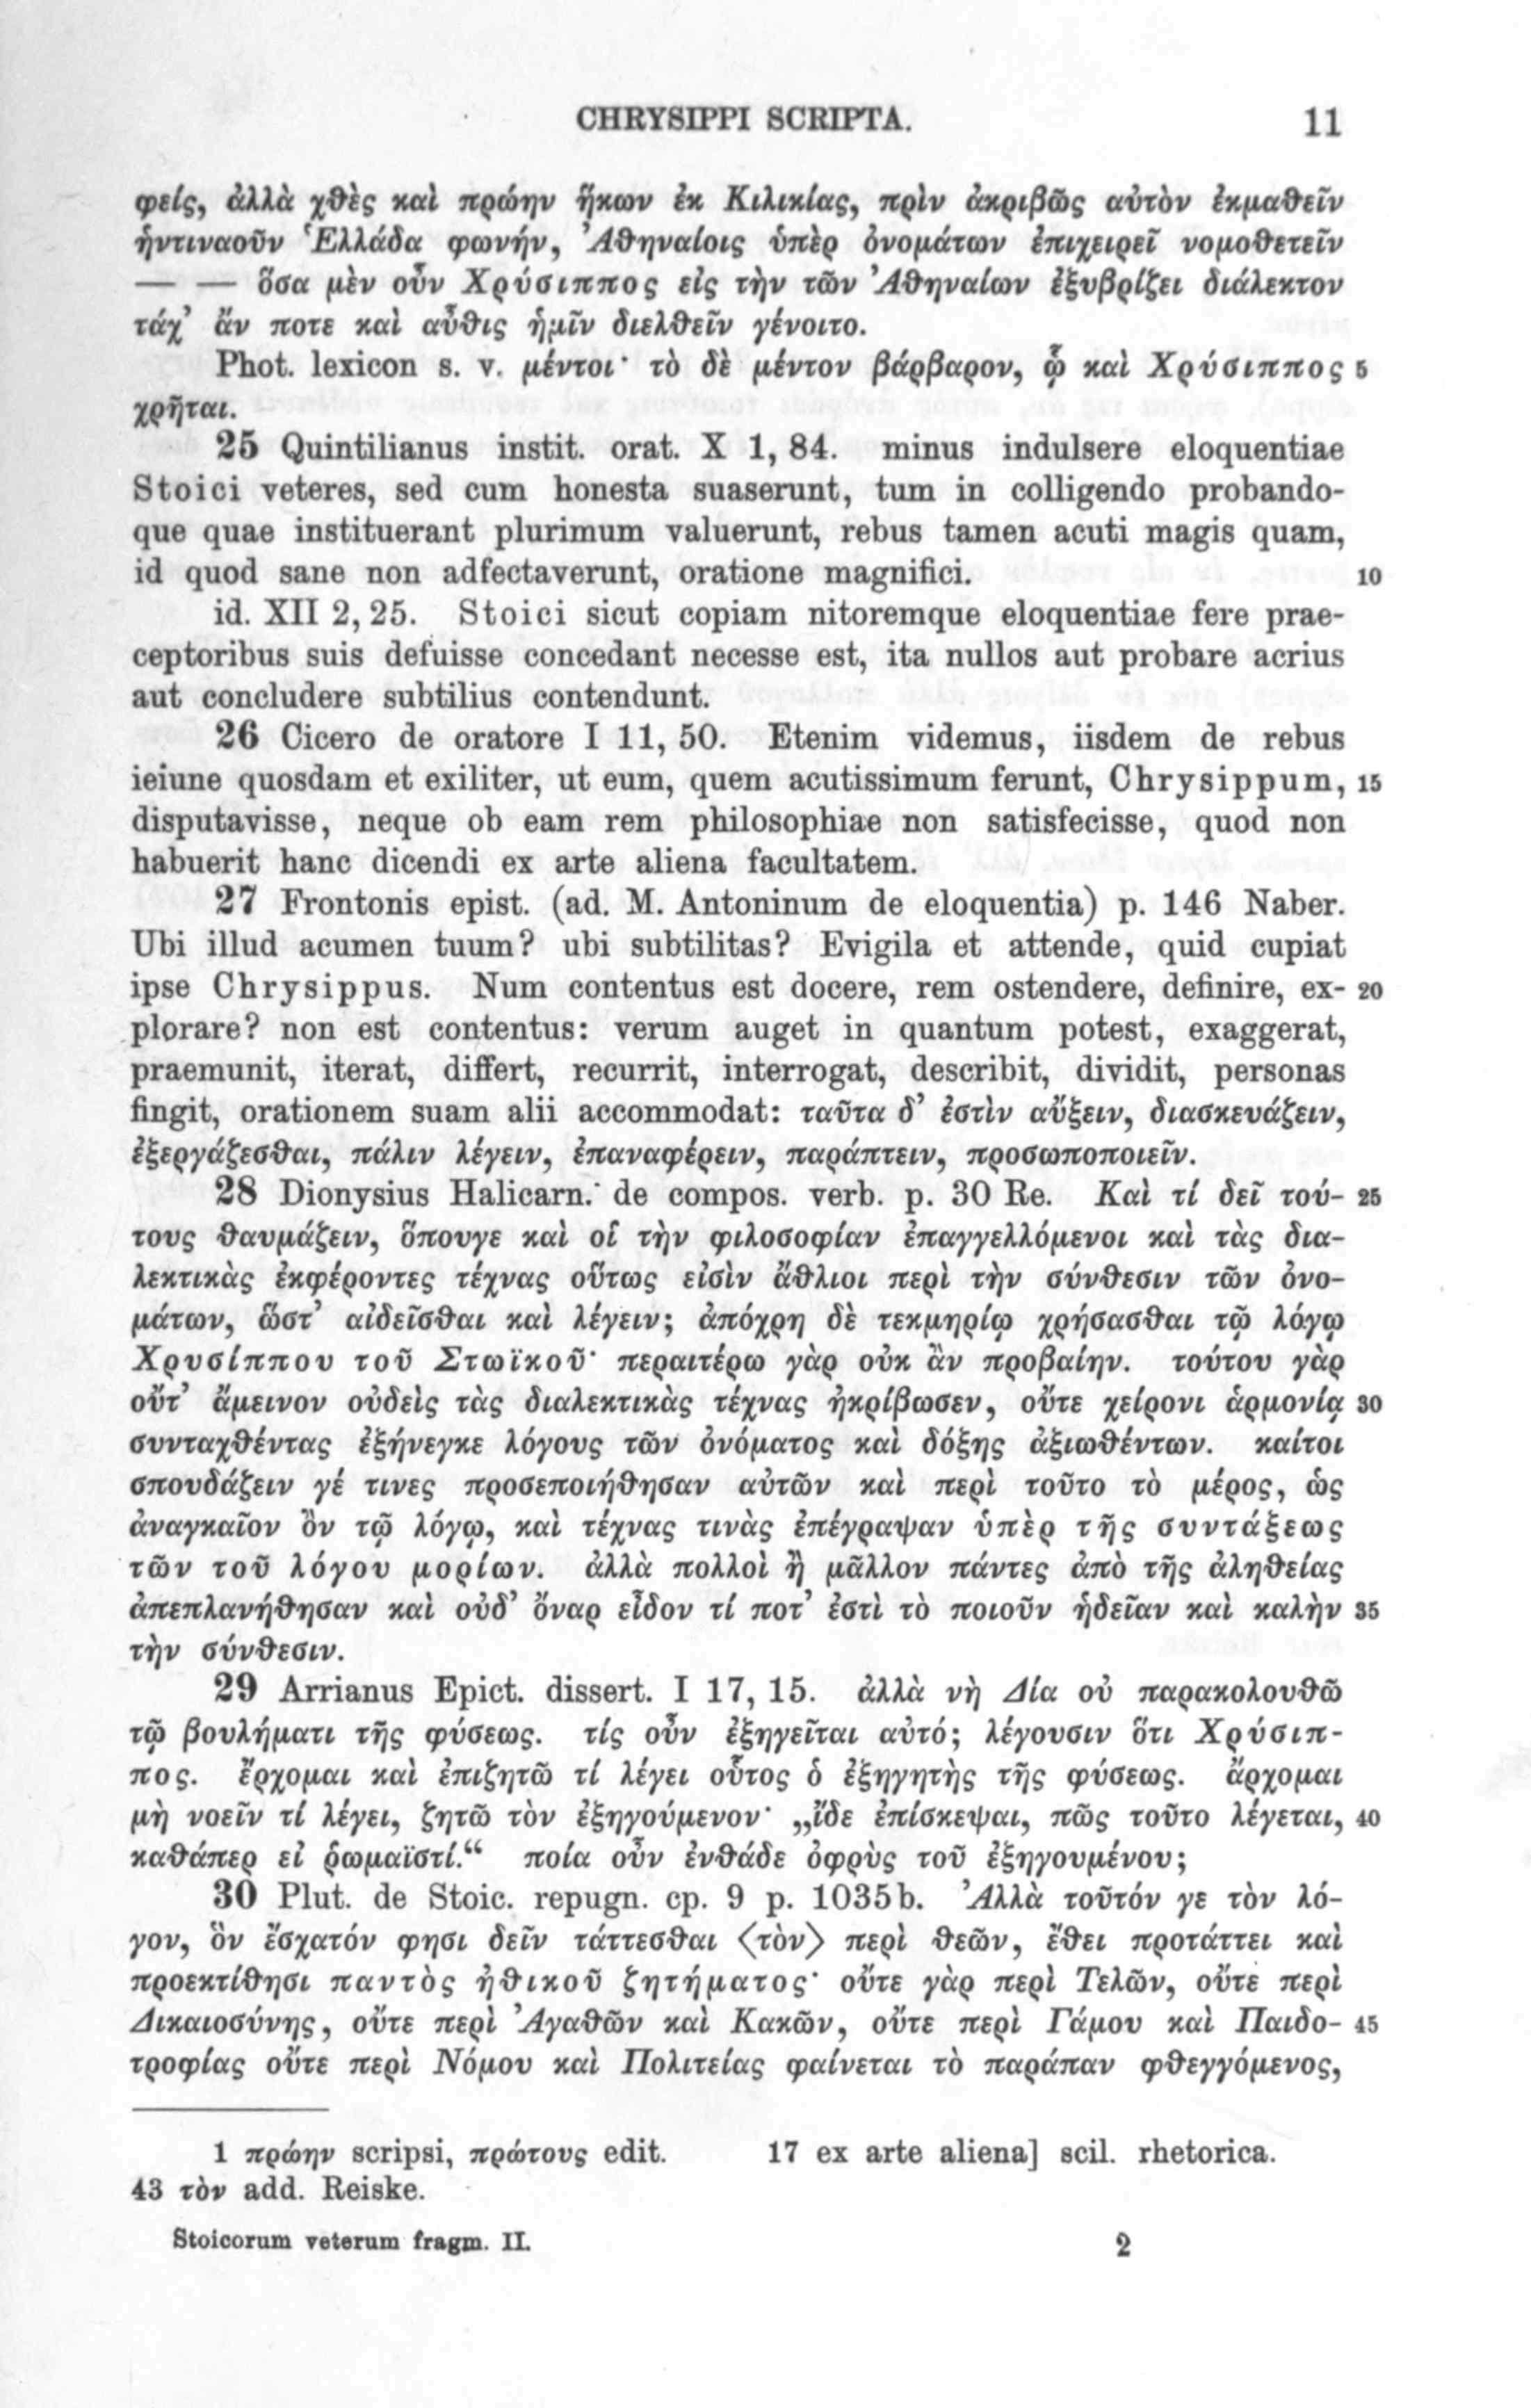 CHRYSIPPI SCRIPTA. 11
φείς, ἀλλὰ χθὲς καὶ πρώην ἥκων ἐκ Κιλικίας, πρὶν ἀκριβῶς αὐτὸν ἐκμαθεῖν
ἡντιναοῦν Ἑλλάδα φωνήν, Ἀθηναίοις ὑπὲρ ὀνομάτων ἐπιχειρεῖ νομοθετεῖν
— — ὅσα μὲν οὖν Χρύσιππος εἰς τὴν τῶν Ἀθηναίων ἐξυβρίζει διάλεκτον
τάχ’ ἄν ποτε καὶ αὖθις ἡμῖν διελθεῖν γένοιτο.
Phot. lexicon s. v. μέντοι· τὸ δὲ μέντον βάρβαρον, ᾧ καὶ Χρύσιππος 5
χρῆται.
25 Quintilianus instit. orat. X 1, 84. minus indulsere eloquentiae
Stoici veteres, sed cum honesta suaserunt, tum in colligendo probando-
que quae instituerant plurimum valuerunt, rebus tamen acuti magis quam,
id quod sane non adfectaverunt, oratione magnifici. 10
id. XII 2, 25. Stoici sicut copiam nitoremque eloquentiae fere prae-
ceptoribus suis defuisse concedant necesse est, ita nullos aut probare acrius
aut concludere subtilius contendunt.
26 Cicero de oratore I 11, 50. Etenim videmus, iisdem de rebus
ieiune quosdam et exiliter, ut eum, quem acutissimum ferunt, Chrysippum, 15
disputavisse, neque ob eam rem philosophiae non satisfecisse, quod non
habuerit hanc dicendi ex arte aliena facultatem.
27 Frontonis epist. (ad. M. Antoninum de eloquentia) p. 146 Naber.
Ubi illud acumen tuum? ubi subtilitas? Evigila et attende, quid cupiat
ipse Chrysippus. Num contentus est docere, rem ostendere, definire, ex- 20
plorare? non est contentus: verum auget in quantum potest, exaggerat,
praemunit, iterat, differt, recurrit, interrogat, describit, dividit, personas
fingit, orationem suam alii accommodat: ταῦτα δ’ ἐστὶν αὔξειν, διασκευάζειν,
ἐξεργάζεσθαι, πάλιν λέγειν, ἐπαναφέρειν, παράπτειν, προσωποποιεῖν.
28 Dionysius Halicarn. de compos. verb. p. 30 Re. Καὶ τί δεῖ τού- 25
τους θαυμάζειν, ὅπουγε καὶ οἱ τὴν φιλοσοφίαν ἐπαγγελλόμενοι καὶ τὰς δια-
λεκτικὰς ἐκφέροντες τέχνας οὕτως εἰσὶν ἄθλιοι περὶ τὴν σύνθεσιν τῶν ὀνο-
μάτων, ὥστ’ αἰδεῖσθαι καὶ λέγειν; ἀπόχρη δὲ τεκμηρίῳ χρήσασθαι τῷ λόγῳ
Χρυσίππου τοῦ Στωϊκοῦ· περαιτέρω γὰρ οὐκ ἂν προβαίην. τούτου γὰρ
οὔτ’ ἄμεινον οὐδεὶς τὰς διαλεκτικὰς τέχνας ἠκρίβωσεν, οὔτε χείρονι ἁρμονίᾳ 30
συνταχθέντας ἐξήνεγκε λόγους τῶν ὀνόματος καὶ δόξης ἀξιωθέντων. καίτοι
σπουδάζειν γέ τινες προσεποιήθησαν αὐτῶν καὶ περὶ τοῦτο τὸ μέρος, ὡς
ἀναγκαῖον ὂν τῷ λόγῳ, καὶ τέχνας τινὰς ἐπέγραψαν ὑπὲρ τῆς συντάξεως
τῶν τοῦ λόγου μορίων. ἀλλὰ πολλοὶ ἢ μᾶλλον πάντες ἀπὸ τῆς ἀληθείας
ἀπεπλανήθησαν καὶ οὐδ’ ὄναρ εἶδον τί ποτ’ ἐστὶ τὸ ποιοῦν ἡδεῖαν καὶ καλὴν 35
τὴν σύνθεσιν.
29 Arrianus Epict. dissert. I 17, 15. ἀλλὰ νὴ Δία οὐ παρακολουθῶ
τῷ βουλήματι τῆς φύσεως. τίς οὖν ἐξηγεῖται αὐτό; λέγουσιν ὅτι Χρύσιπ-
πος. ἔρχομαι καὶ ἐπιζητῶ τί λέγει οὗτος ὁ ἐξηγητὴς τῆς φύσεως. ἄρχομαι
μὴ νοεῖν τί λέγει, ζητῶ τὸν ἐξηγούμενον· „ἴδε ἐπίσκεψαι, πῶς τοῦτο λέγεται, 40
καθάπερ εἰ ῥωμαϊστί.“ ποία οὖν ἐνθάδε ὀφρὺς τοῦ ἐξηγουμένου;
30 Plut. de Stoic. repugn. cp. 9 p. 1035b. Ἀλλὰ τοῦτόν γε τὸν λό-
γον, ὃν ἔσχατόν φησι δεῖν τάττεσθαι ⟨τὸν⟩ περὶ θεῶν, ἔθει προτάττει καὶ
προεκτίθησι παντὸς ἠθικοῦ ζητήματος· οὔτε γὰρ περὶ Τελῶν, οὔτε περὶ
Δικαιοσύνης, οὔτε περὶ Ἀγαθῶν καὶ Κακῶν, οὔτε περὶ Γάμου καὶ Παιδο- 45
τροφίας οὔτε περὶ Νόμου καὶ Πολιτείας φαίνεται τὸ παράπαν φθεγγόμενος,
1 πρώην scripsi, πρώτους edit. 17 ex arte aliena] scil. rhetorica.
43 τὸν add. Reiske.
Stoicorum veterum fragm. II. 2